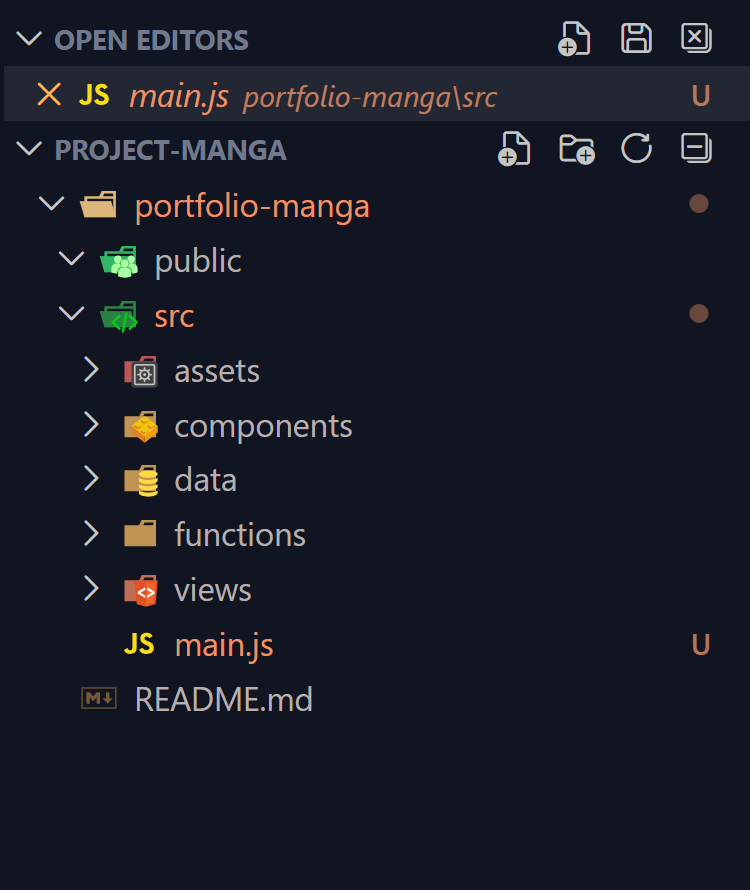 OPEN EDITORS
JS main.js portfolio-manga\src U
PROJECT-MANGA
portfolio-manga
public
src
assets
components
data
functions
views
JS main.js U
M README.md